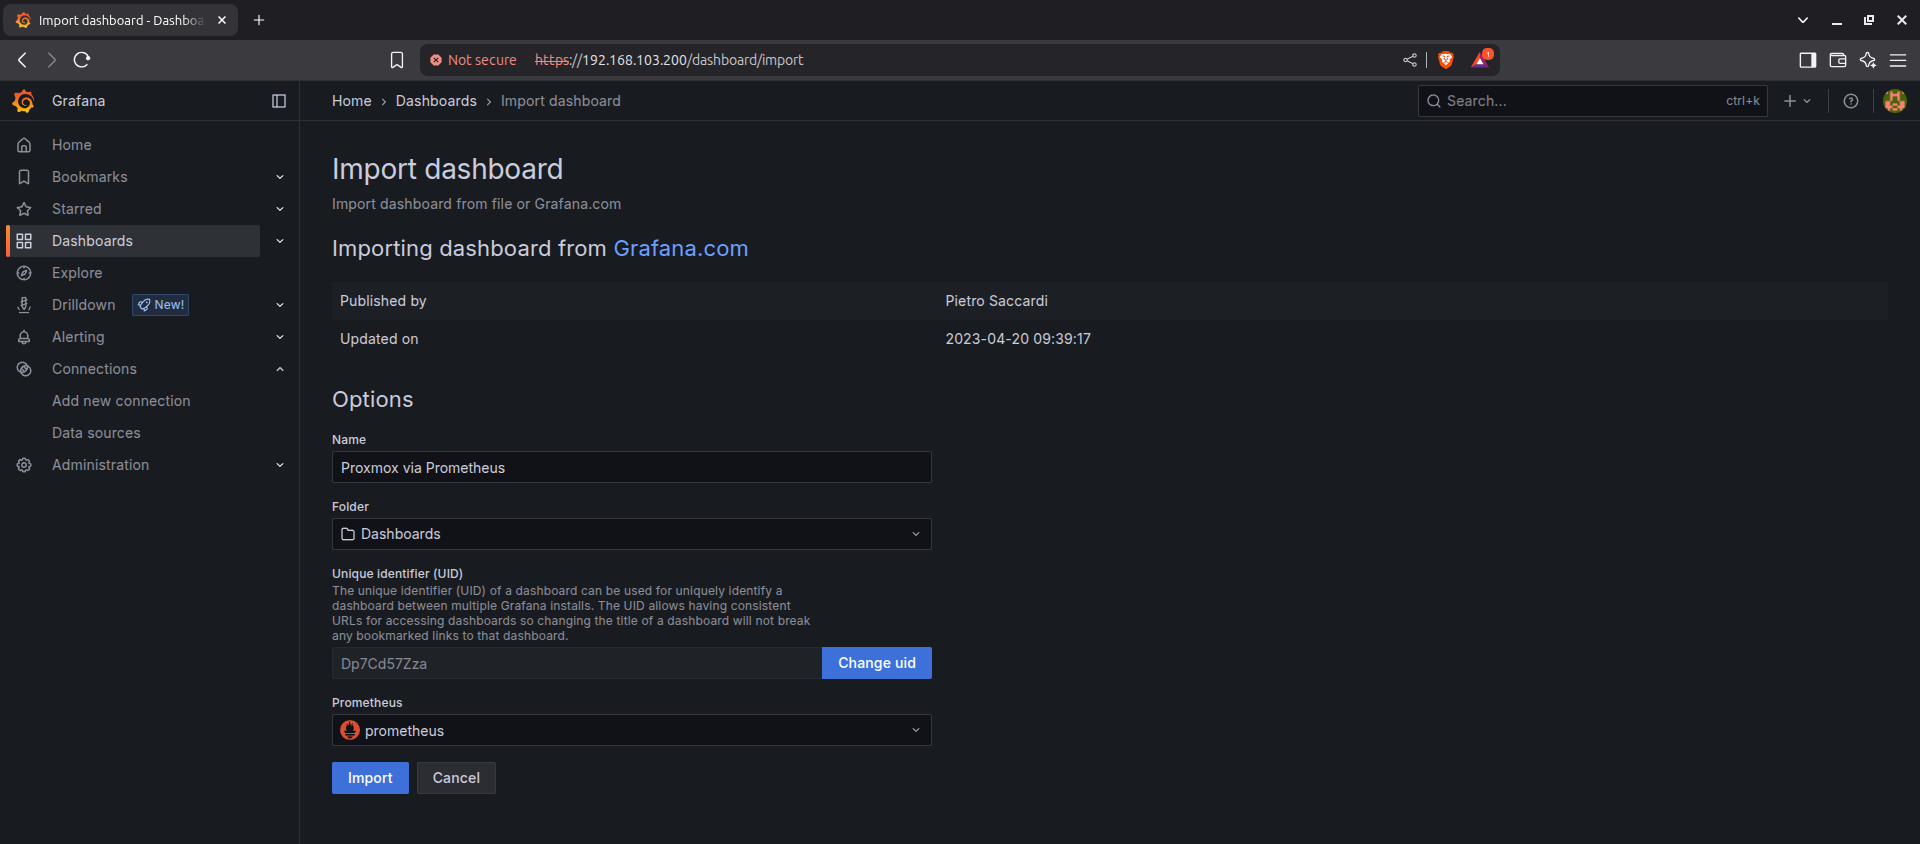 Import dashboard - Dashboa
Not secure https://192.168.103.200/dashboard/import
1
Grafana
Home › Dashboards › Import dashboard
Search... ctrl+k
Home
Bookmarks
Starred
Dashboards
Explore
Drilldown New!
Alerting
Connections
Add new connection
Data sources
Administration
Import dashboard
Import dashboard from file or Grafana.com
Importing dashboard from Grafana.com
Published by Pietro Saccardi
Updated on 2023-04-20 09:39:17
Options
Name
Proxmox via Prometheus
Folder
Dashboards
Unique identifier (UID)
The unique identifier (UID) of a dashboard can be used for uniquely identify a
dashboard between multiple Grafana installs. The UID allows having consistent
URLs for accessing dashboards so changing the title of a dashboard will not break
any bookmarked links to that dashboard.
Dp7Cd57Zza Change uid
Prometheus
prometheus
Import Cancel